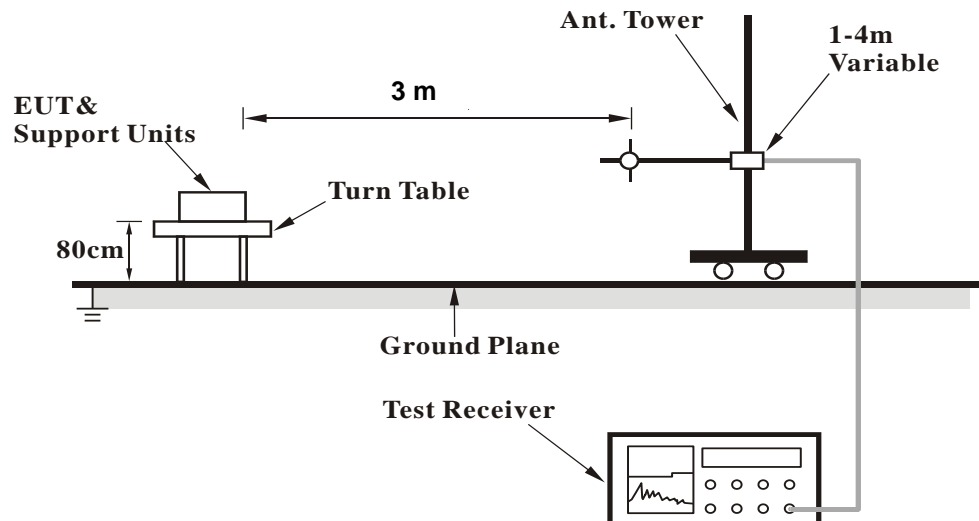 Ant. Tower
1-4m
Variable
3 m
EUT&
Support Units
Turn Table
80cm
Ground Plane
Test Receiver